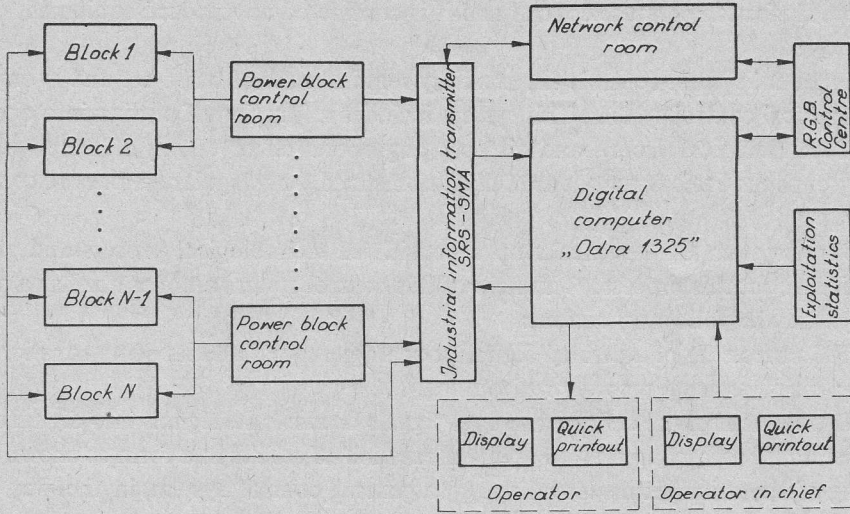 Block 1
Block 2
Block N-1
Block N
Power block
control
room
Power block
control
room
Industrial information transmitter
SRS-SMA
Network control
room
Digital
computer
„Odra 1325”
R.G.B.
Control
Centre
Exploitation
statistics
Display
Quick
printout
Operator
Display
Quick
printout
Operator in chief